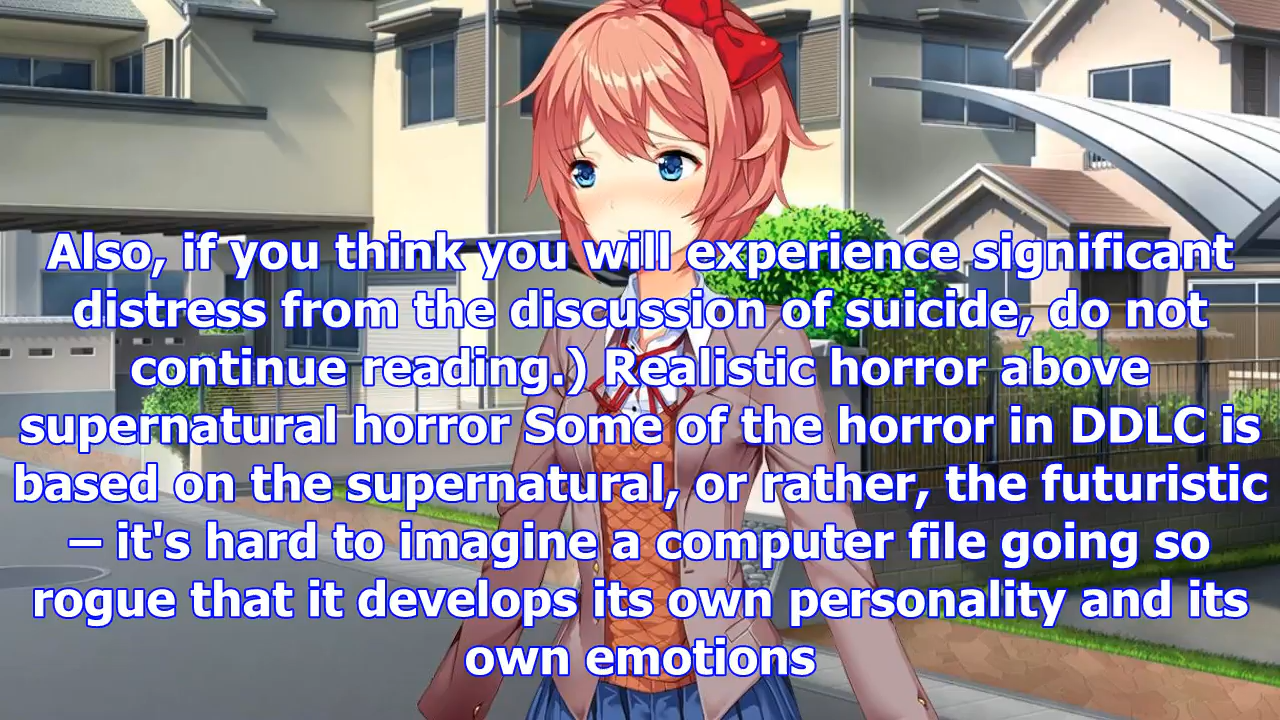 Also, if you think you will experience significant
distress from the discussion of suicide, do not
continue reading.) Realistic horror above
supernatural horror Some of the horror in DDLC is
based on the supernatural, or rather, the futuristic
– it's hard to imagine a computer file going so
rogue that it develops its own personality and its
own emotions